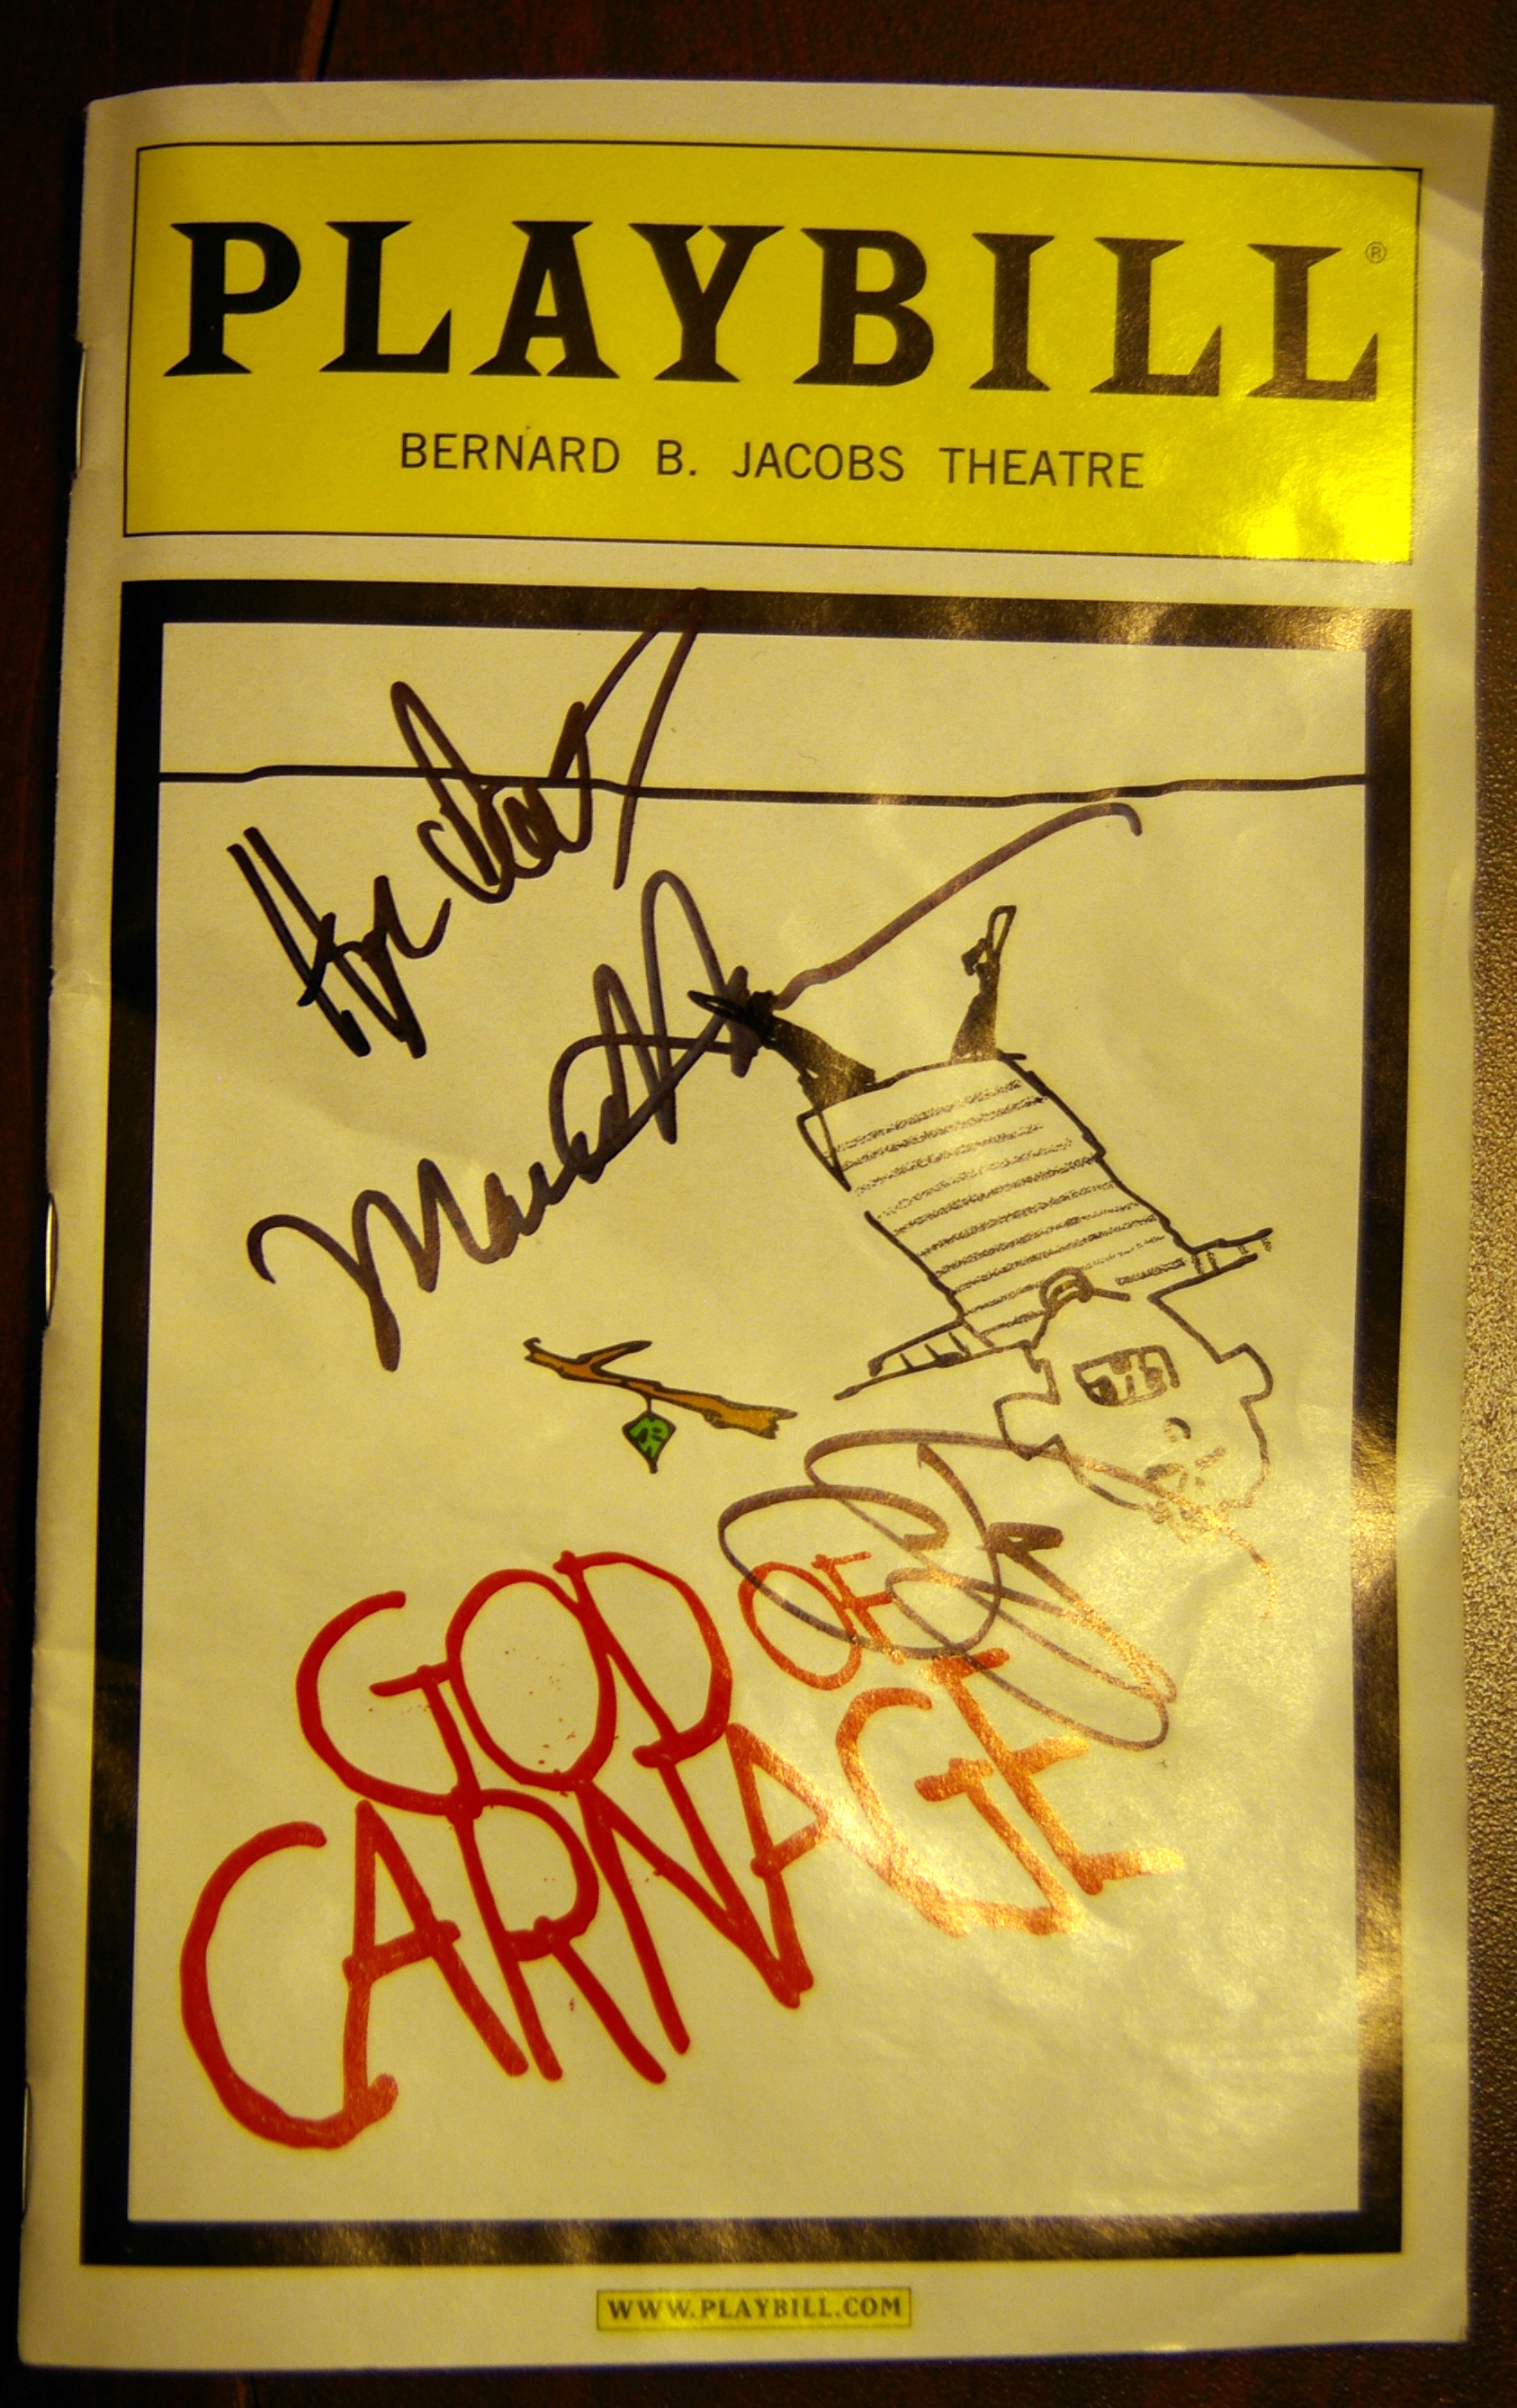 PLAYBILL®
BERNARD B. JACOBS THEATRE
GOD OF
CARNAGE
WWW.PLAYBILL.COM